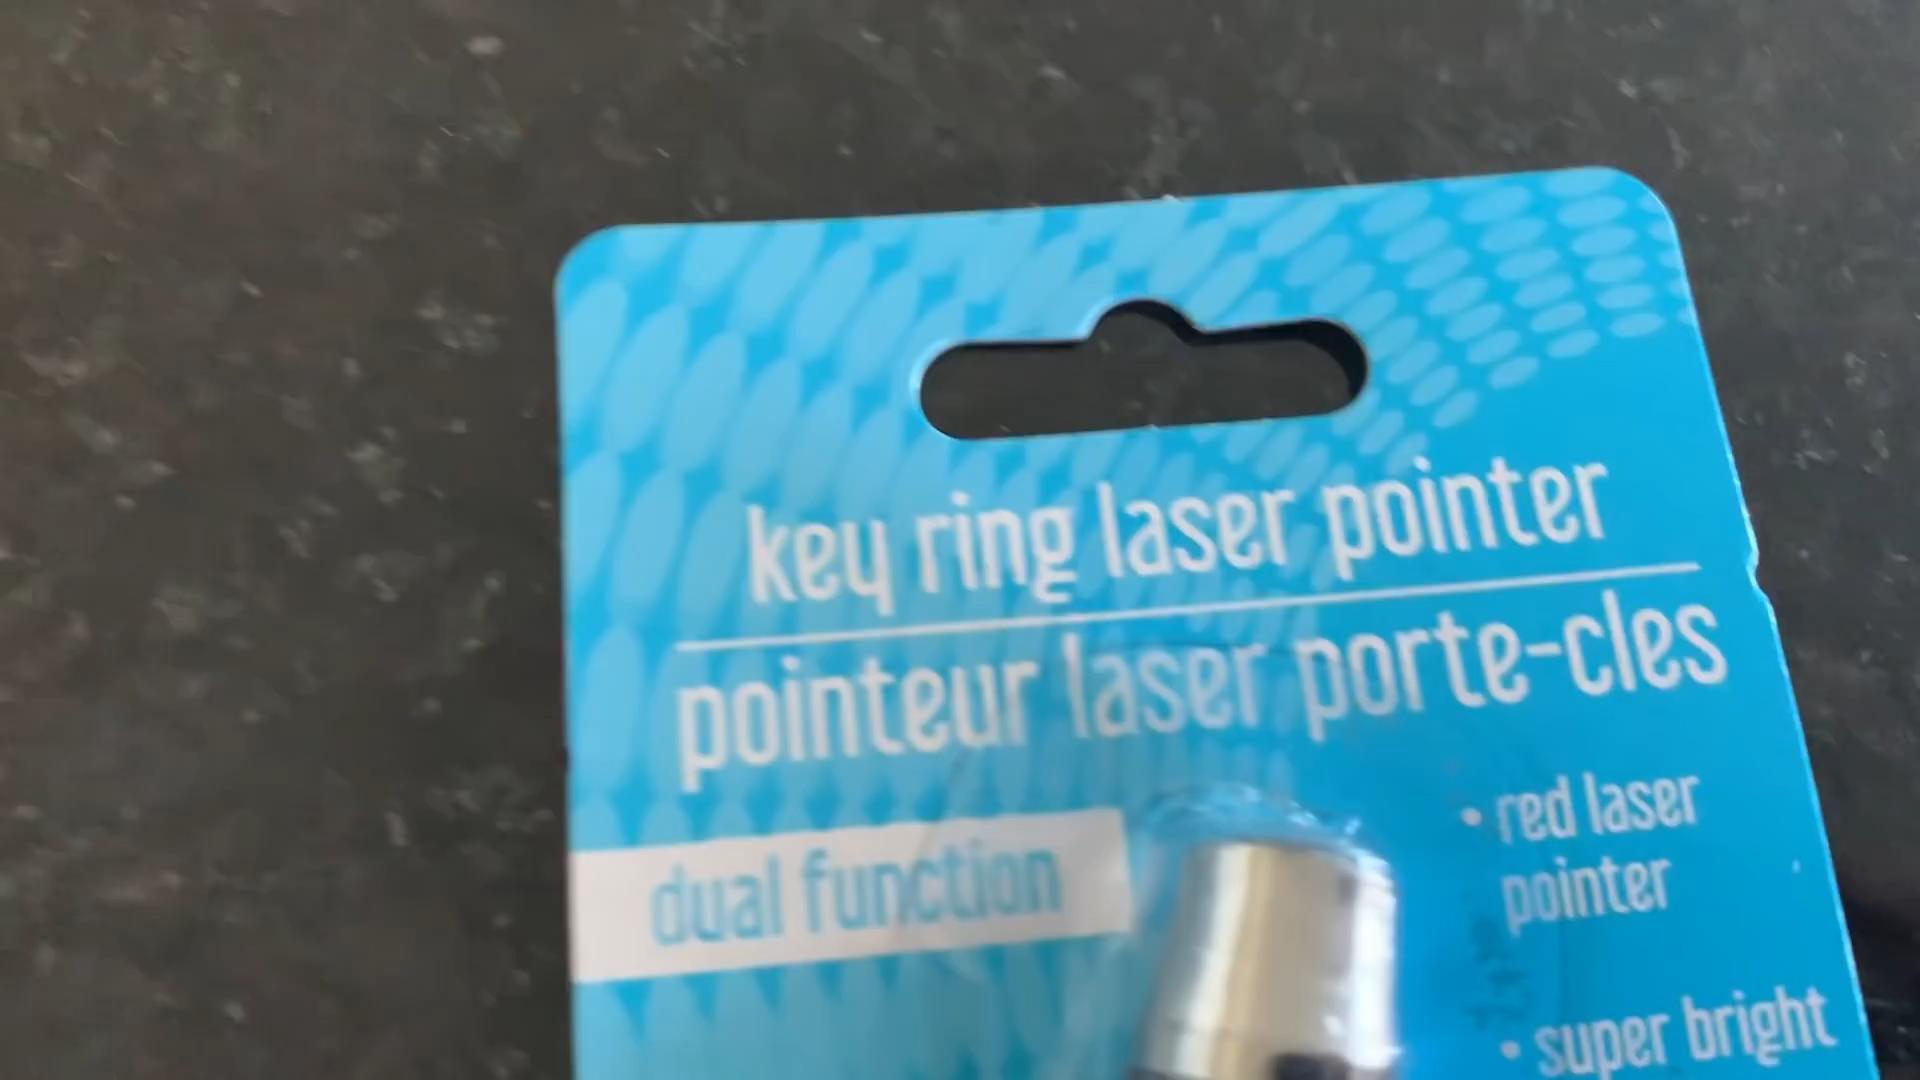 key ring laser pointer
pointeur laser porte-cles
dual function
• red laser
pointer
• super bright